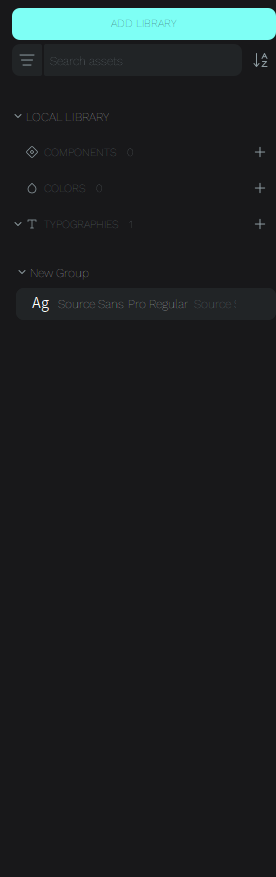 ADD LIBRARY
Search assets
AZ
LOCAL LIBRARY
COMPONENTS 0
COLORS 0
TYPOGRAPHIES 1
New Group
Ag Source Sans Pro Regular Source